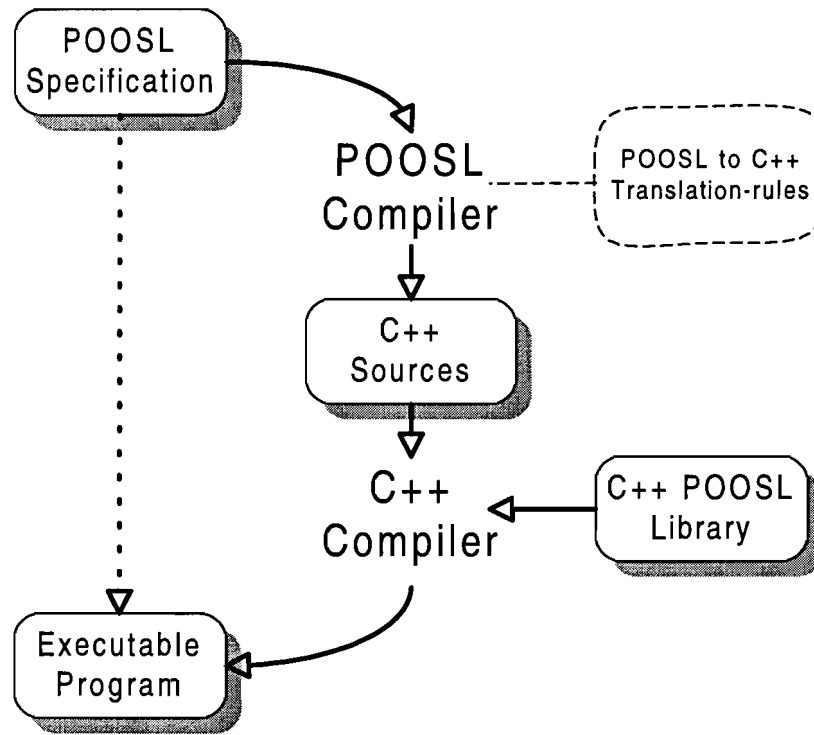 POOSL
Specification
POOSL
Compiler
POOSL to C++
Translation-rules
C++
Sources
C++
Compiler
C++ POOSL
Library
Executable
Program